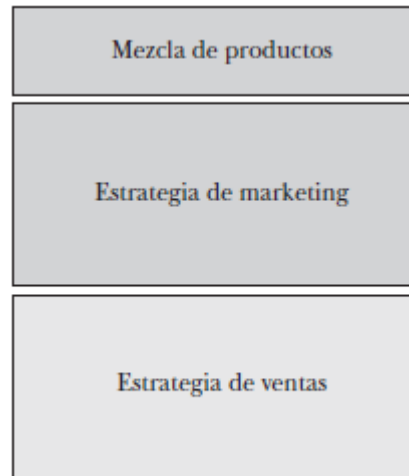 Mezcla de productos
Estrategia de marketing
Estrategia de ventas